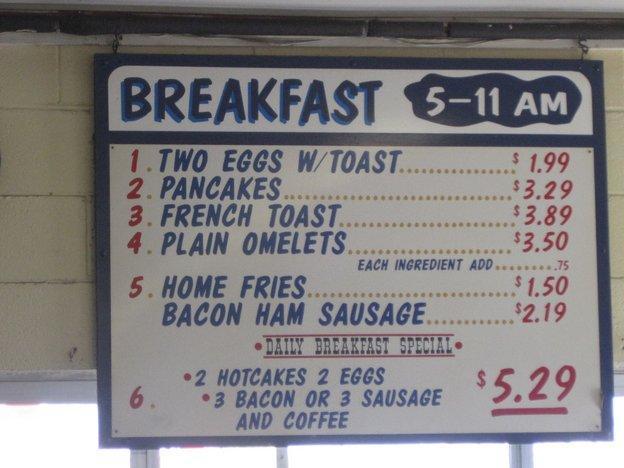 BREAKFAST 5-11 AM
1. TWO EGGS W/TOAST $1.99
2. PANCAKES $3.29
3. FRENCH TOAST $3.89
4. PLAIN OMELETS $3.50
EACH INGREDIENT ADD .75
5. HOME FRIES $1.50
BACON HAM SAUSAGE $2.19
• DAILY BREAKFAST SPECIAL •
6. • 2 HOTCAKES 2 EGGS $5.29
• 3 BACON OR 3 SAUSAGE
AND COFFEE